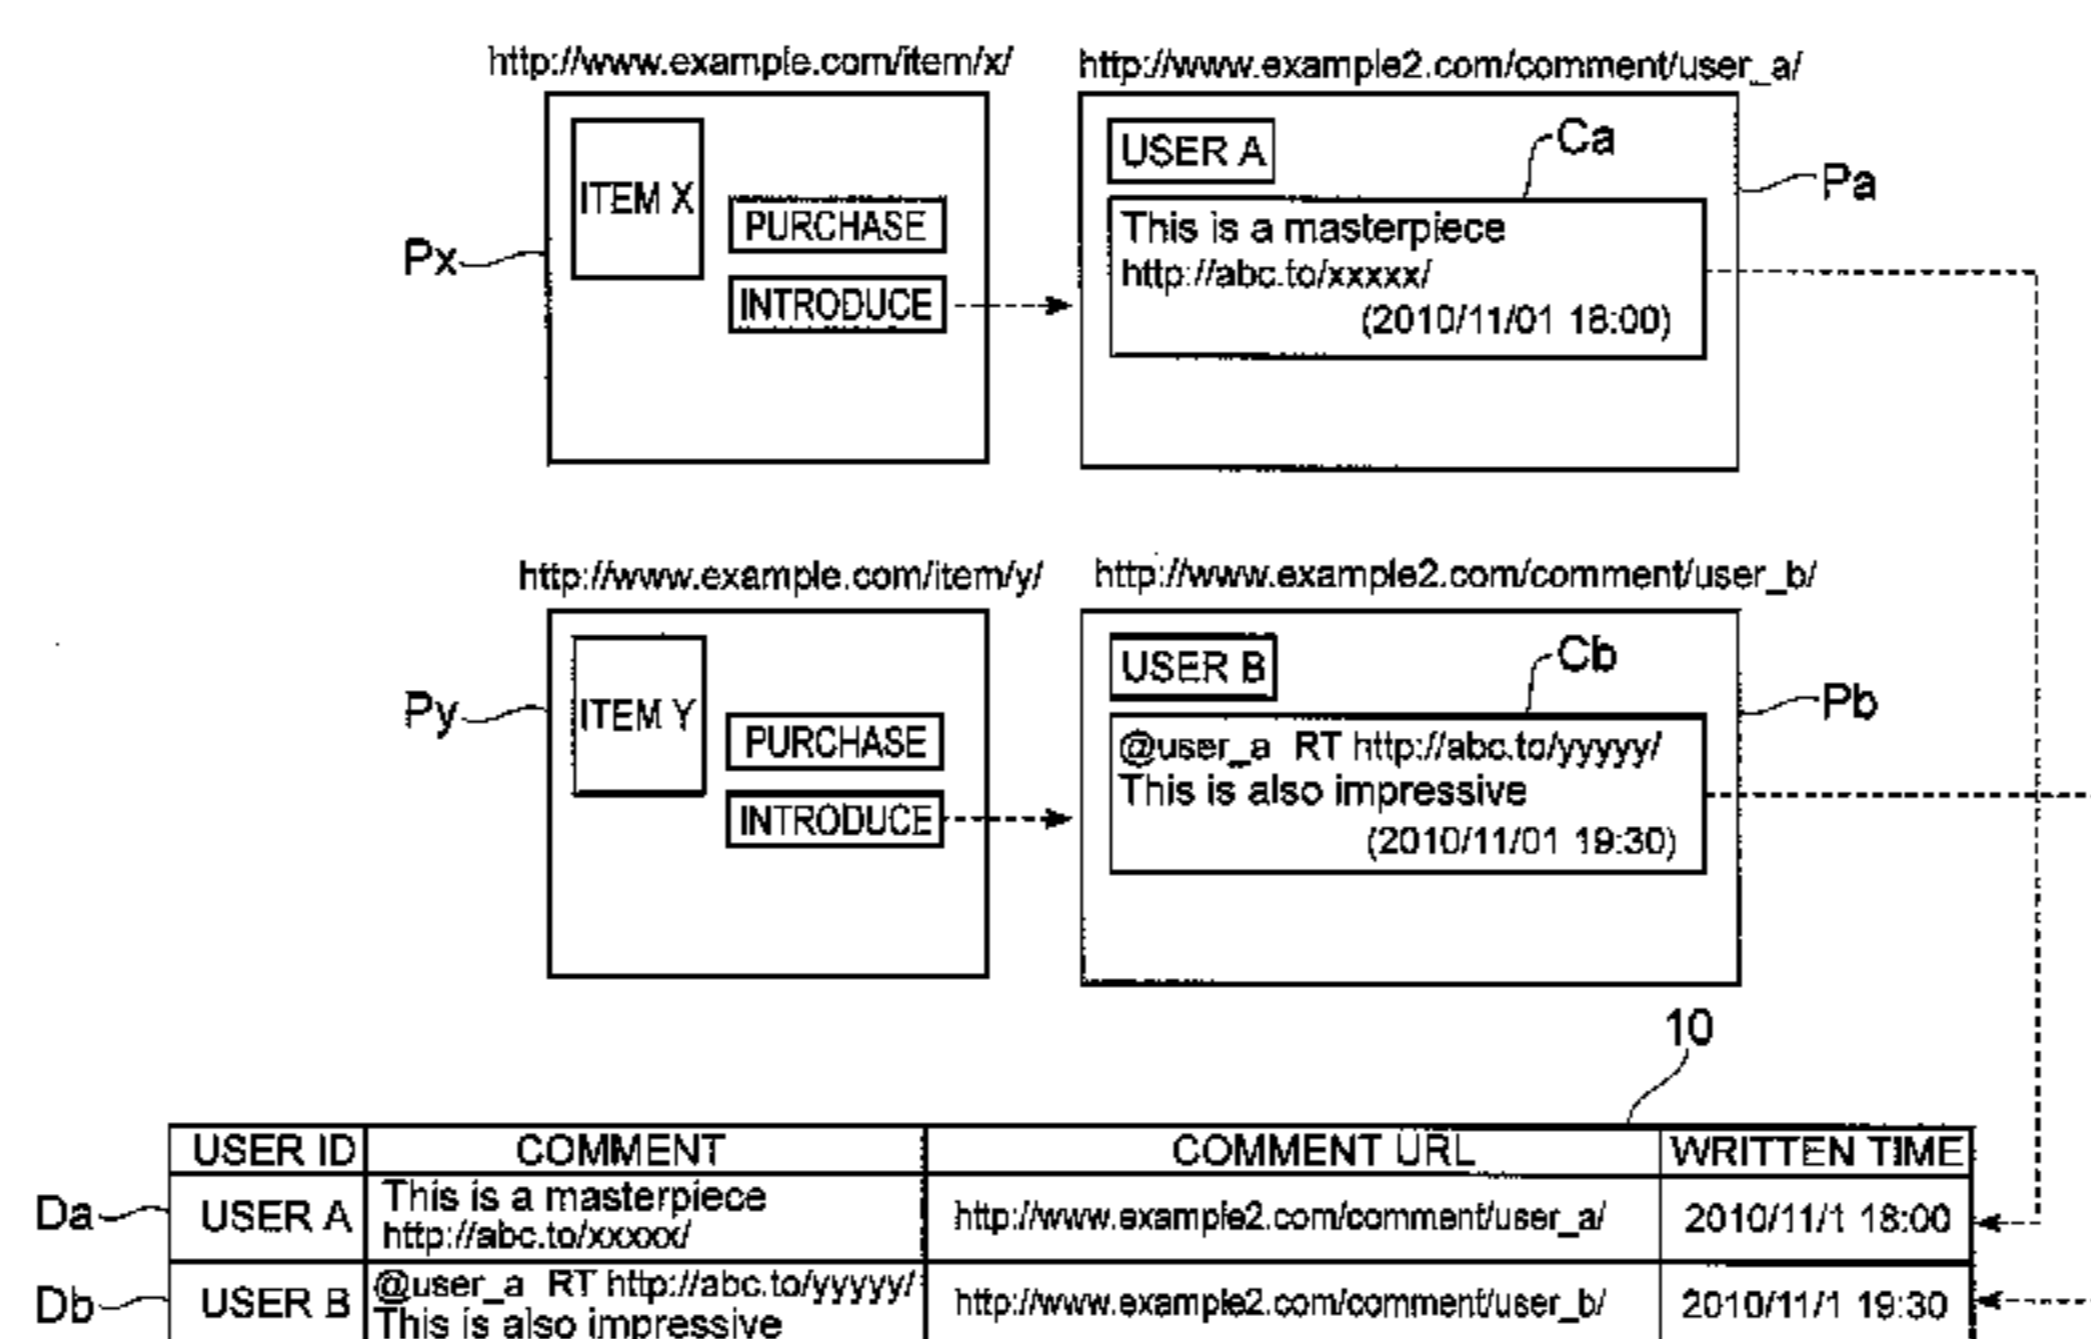 http://www.example.com/item/x/
http://www.example2.com/comment/user_a/
ITEM X
PURCHASE
INTRODUCE
Px
USER A
Ca
Pa
This is a masterpiece
http://abc.to/xxxxx/
(2010/11/01 18:00)
http://www.example.com/item/y/
http://www.example2.com/comment/user_b/
ITEM Y
PURCHASE
INTRODUCE
Py
USER B
Cb
Pb
@user_a RT http://abc.to/yyyyy/
This is also impressive
(2010/11/01 19:30)
10
USER ID COMMENT COMMENT URL WRITTEN TIME
Da
USER A
This is a masterpiece
http://abc.to/xxxxx/
http://www.example2.com/comment/user_a/
2010/11/1 18:00
Db
USER B
@user_a RT http://abc.to/yyyyy/
This is also impressive
http://www.example2.com/comment/user_b/
2010/11/1 19:30